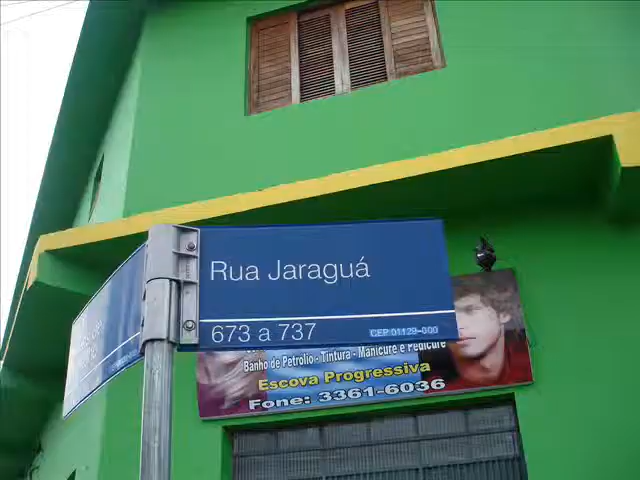 Rua Jaraguá
673 a 737 CEP 01129-000
Banho de Petrolio - Tintura - Manicure e Pedicure
Escova Progressiva
Fone: 3361-6036